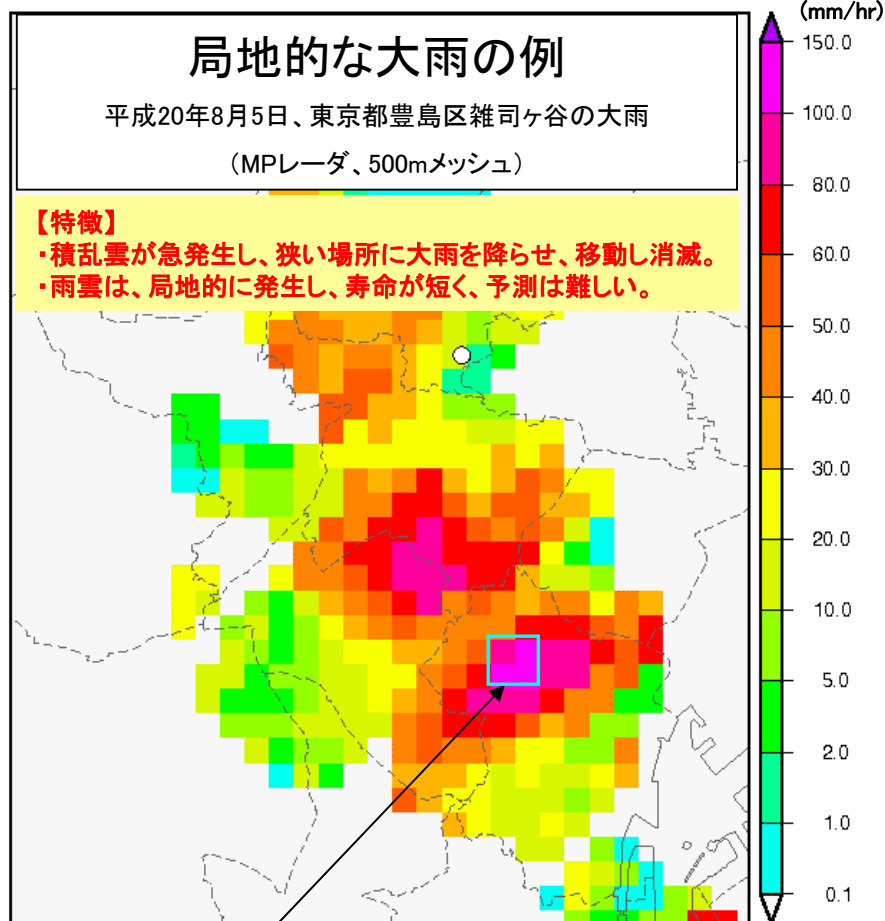 (mm/hr)
局地的な大雨の例
平成20年8月5日、東京都豊島区雑司ヶ谷の大雨
（MPレーダ、500mメッシュ）
【特徴】
・積乱雲が急発生し、狭い場所に大雨を降らせ、移動し消滅。
・雨雲は、局地的に発生し、寿命が短く、予測は難しい。
150.0
100.0
80.0
60.0
50.0
40.0
30.0
20.0
10.0
5.0
2.0
1.0
0.1